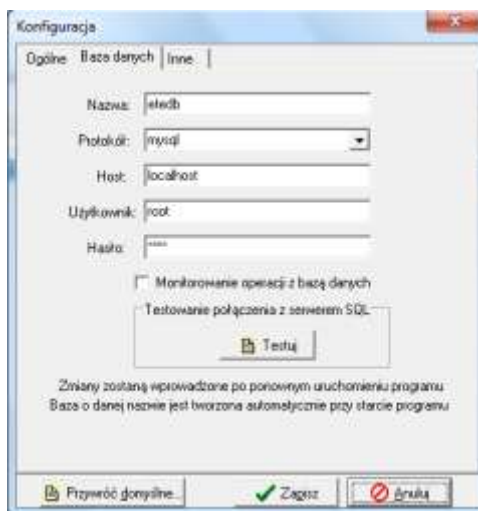 Konfiguracja
Ogólne Baza danych Inne
Nazwa: etedb
Protokół: mysql
Host: localhost
Użytkownik: root
Hasło: ****
Monitorowanie operacji z bazą danych
Testowanie połączenia z serwerem SQL
Testuj
Zmiany zostaną wprowadzone po ponownym uruchomieniu programu
Baza o danej nazwie jest tworzona automatycznie przy starcie programu
Przywróć domyślne... Zapisz Anuluj